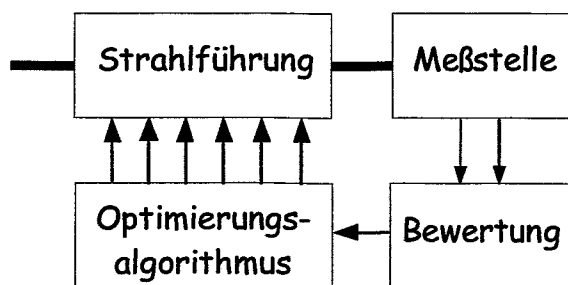 Strahlführung
Meßstelle
Optimierungs-
algorithmus
Bewertung